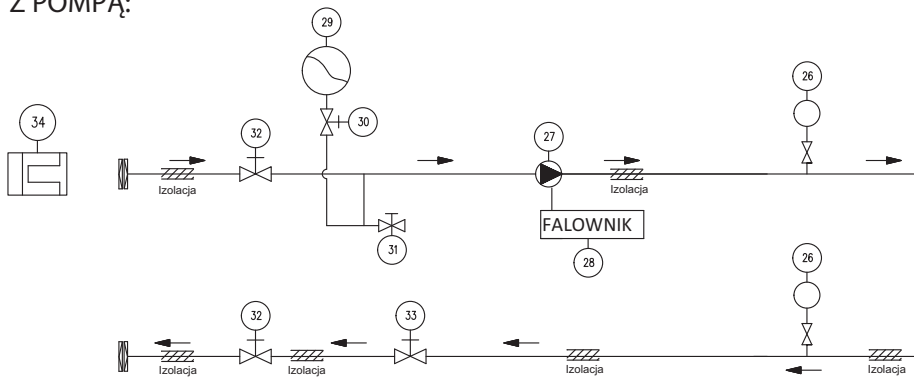 Z POMPĄ:
29
26
34
32
30
27
Izolacja
Izolacja
31
FALOWNIK
28
26
32
33
Izolacja
Izolacja
Izolacja
Izolacja